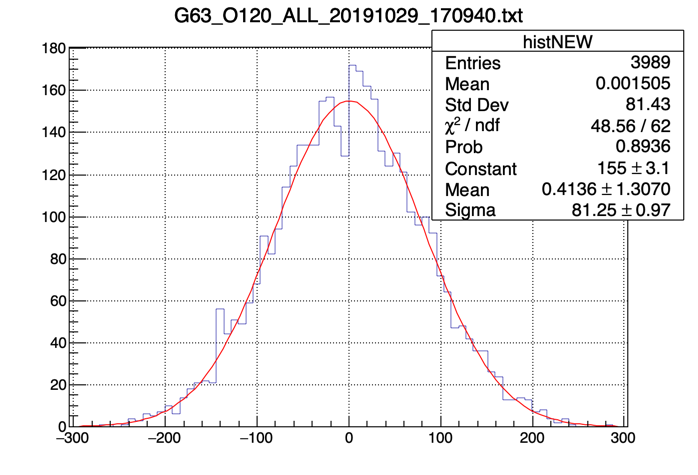 G63_O120_ALL_20191029_170940.txt
histNEW
Entries 3989
Mean 0.001505
Std Dev 81.43
χ² / ndf 48.56 / 62
Prob 0.8936
Constant 155 ± 3.1
Mean 0.4136 ± 1.3070
Sigma 81.25 ± 0.97
180
160
140
120
100
80
60
40
20
0
−300 −200 −100 0 100 200 300